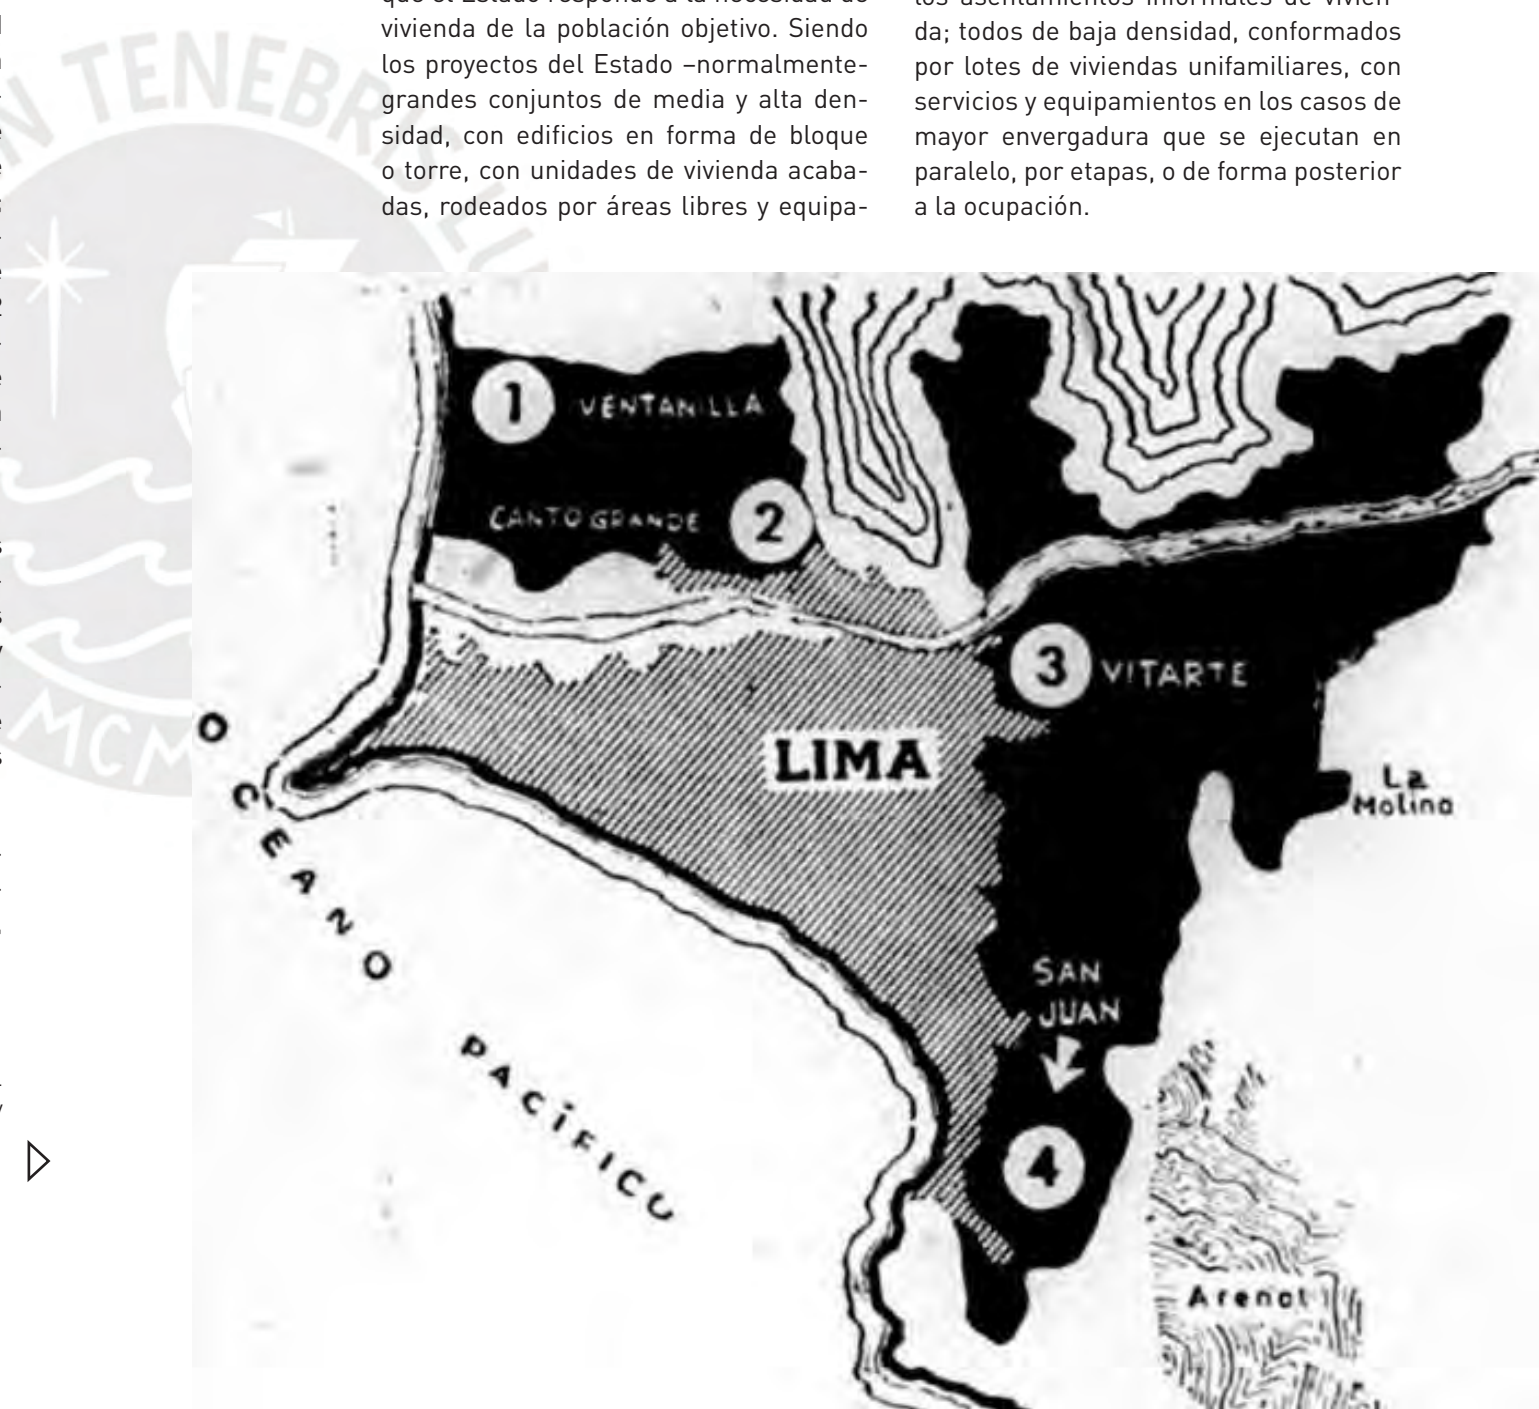 que el Estado responde a la necesidad de
vivienda de la población objetivo. Siendo
los proyectos del Estado –normalmente–
grandes conjuntos de media y alta den-
sidad, con edificios en forma de bloque
o torre, con unidades de vivienda acaba-
das, rodeados por áreas libres y equipa-
los asentamientos informales de vivien-
da; todos de baja densidad, conformados
por lotes de viviendas unifamiliares, con
servicios y equipamientos en los casos de
mayor envergadura que se ejecutan en
paralelo, por etapas, o de forma posterior
a la ocupación.
TENEBRIS
MCM
1 VENTANILLA
CANTO GRANDE 2
3 VITARTE
LIMA
La
Molina
OCEANO PACÍFICO
SAN
JUAN
4
Arenal